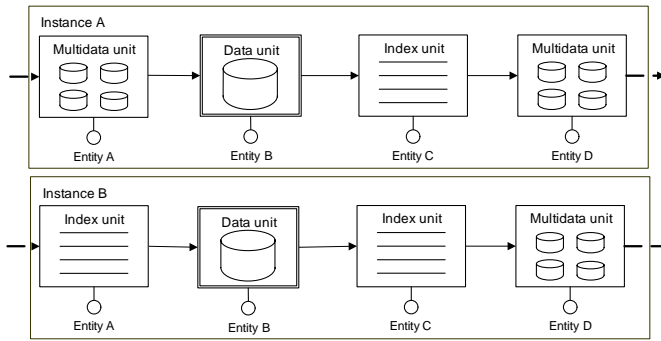 Instance A
Multidata unit
Data unit
Index unit
Multidata unit
Entity A
Entity B
Entity C
Entity D
Instance B
Index unit
Data unit
Index unit
Multidata unit
Entity A
Entity B
Entity C
Entity D